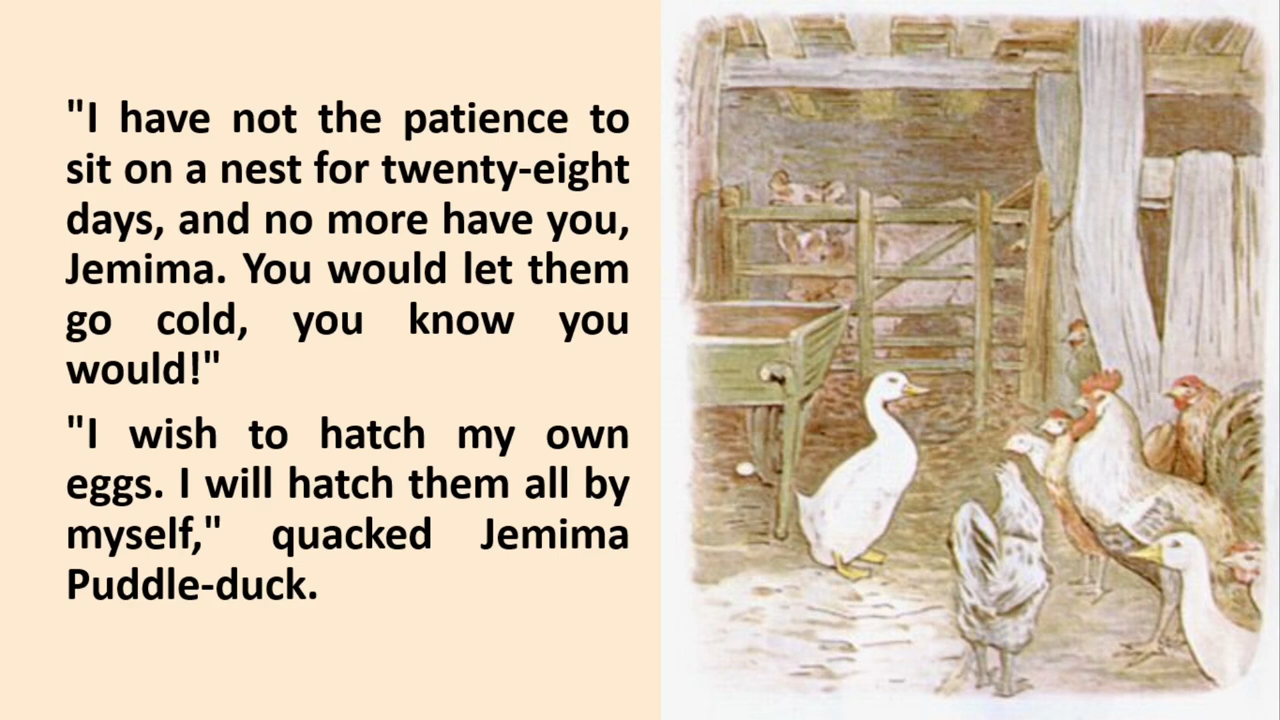 "I have not the patience to
sit on a nest for twenty-eight
days, and no more have you,
Jemima. You would let them
go cold, you know you
would!"
"I wish to hatch my own
eggs. I will hatch them all by
myself," quacked Jemima
Puddle-duck.